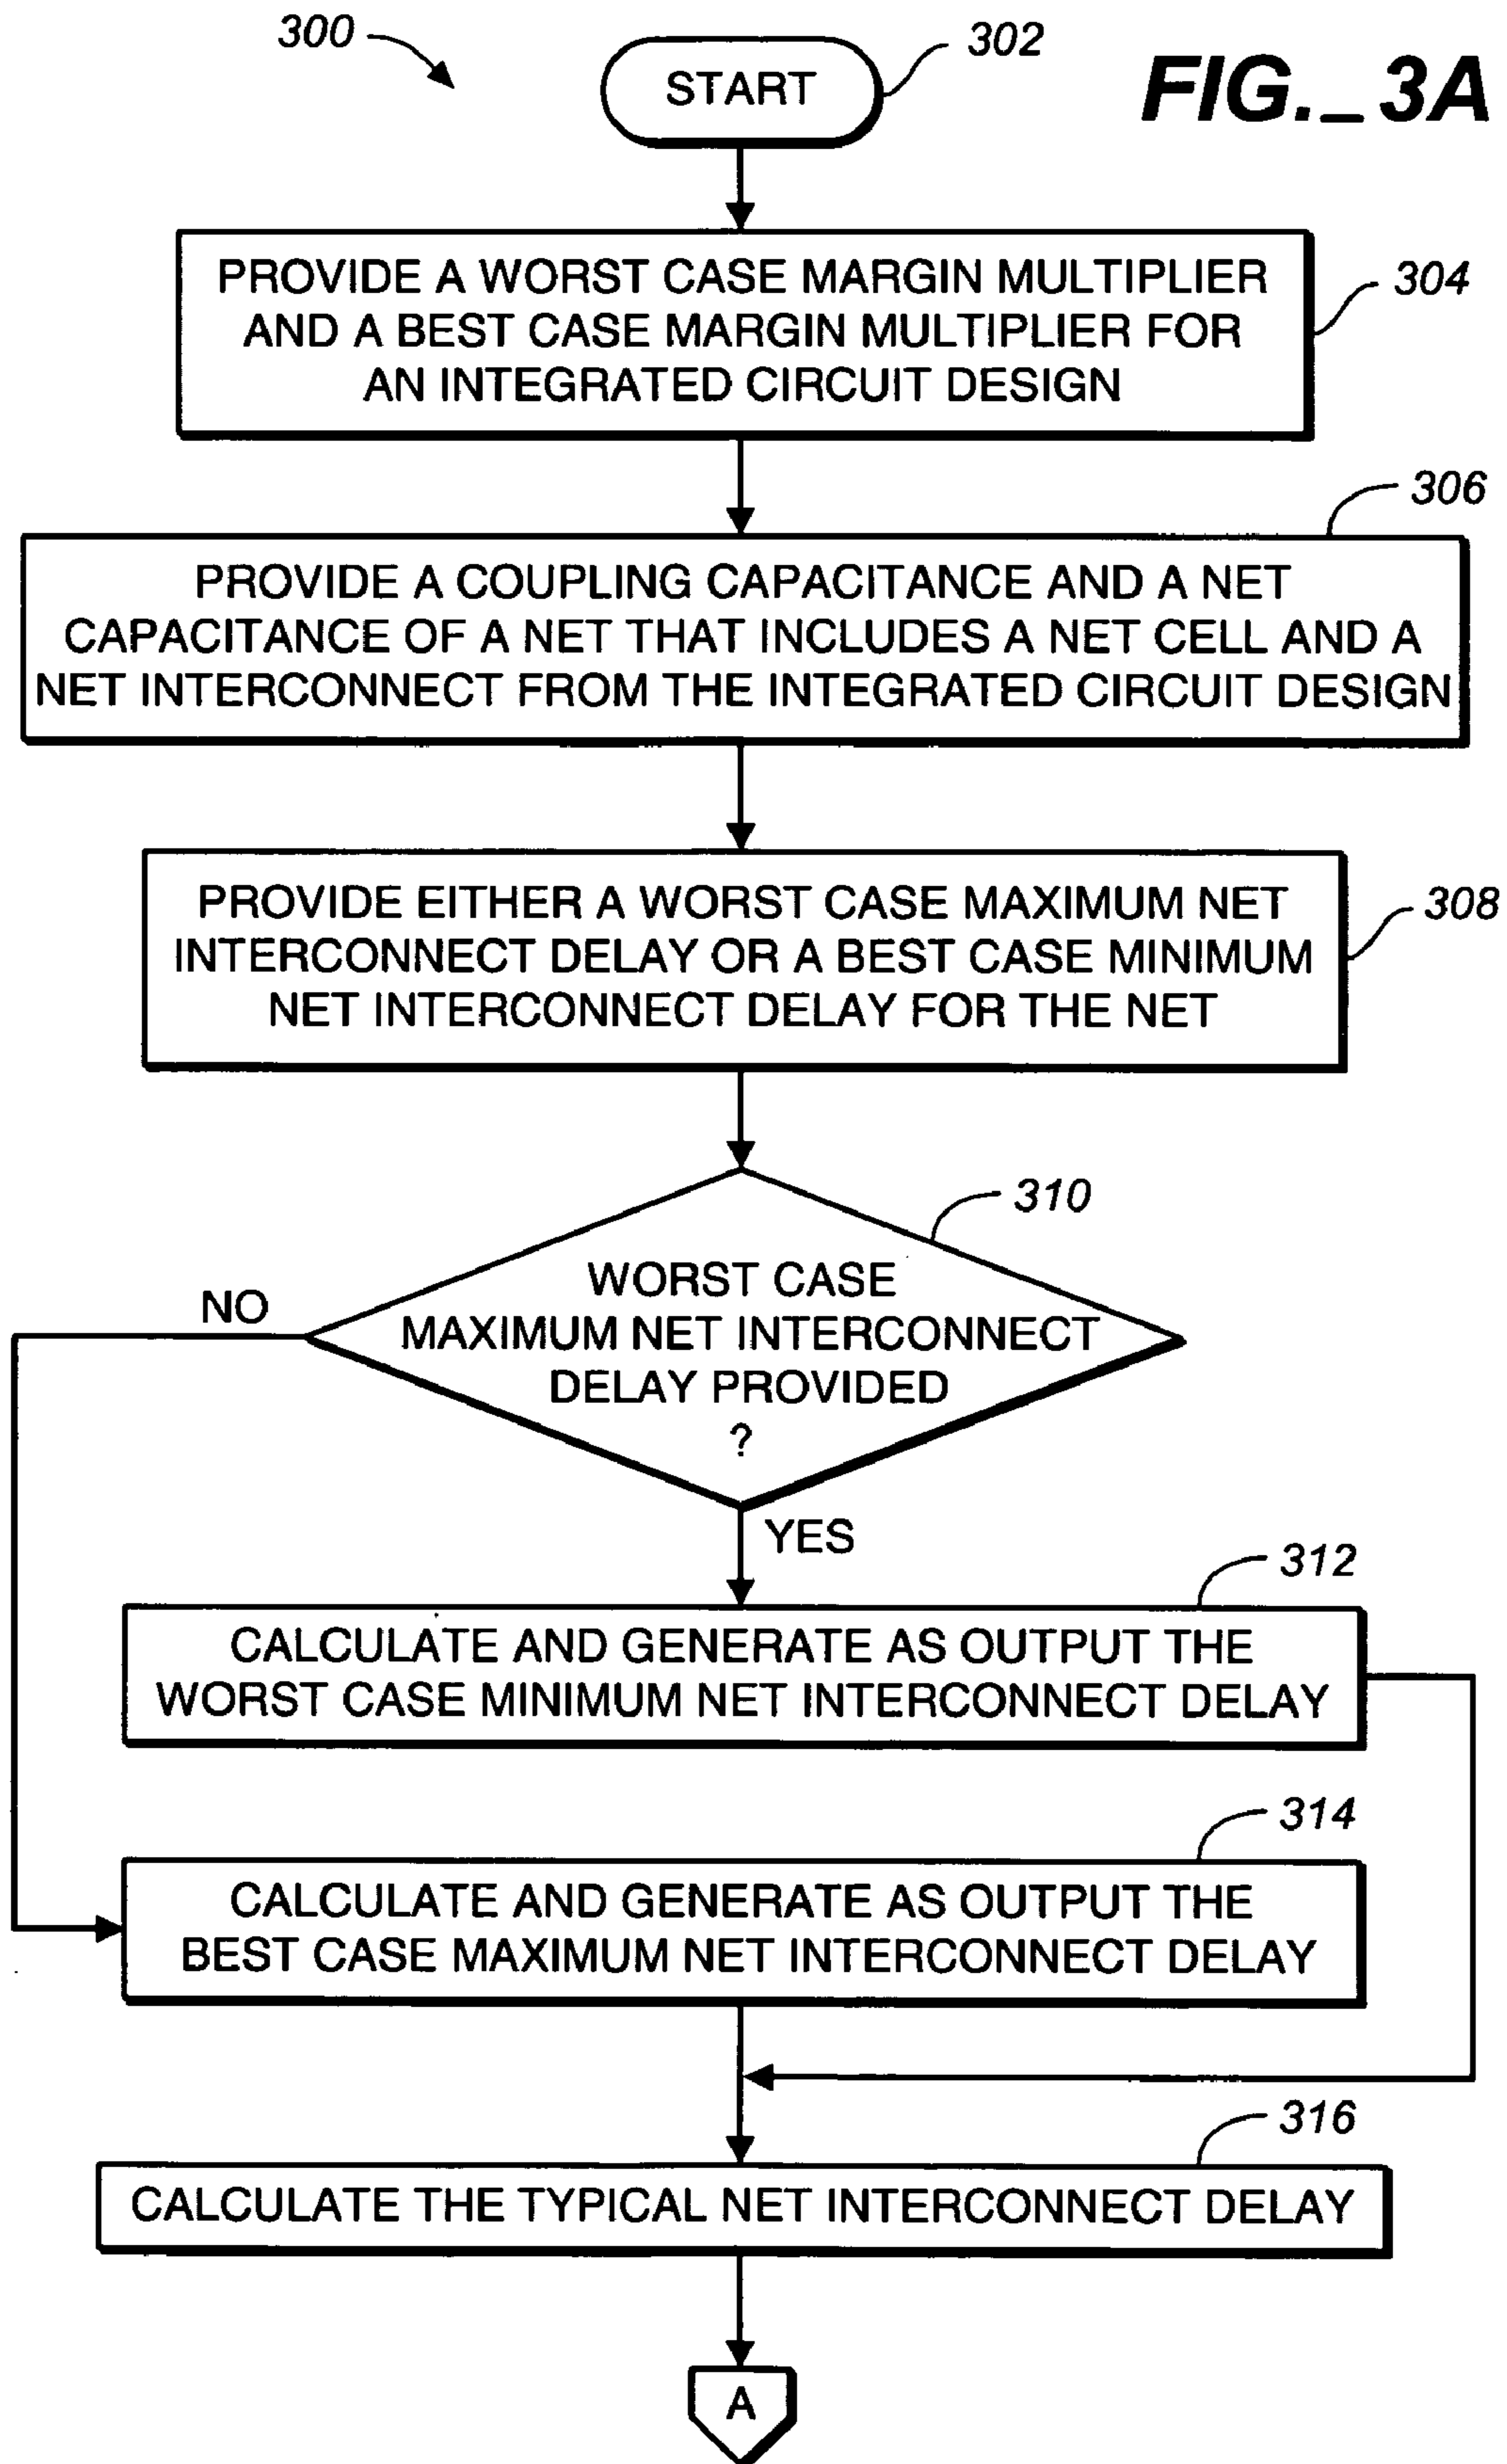 300
START
302
FIG._3A
PROVIDE A WORST CASE MARGIN MULTIPLIER
AND A BEST CASE MARGIN MULTIPLIER FOR
AN INTEGRATED CIRCUIT DESIGN
304
306
PROVIDE A COUPLING CAPACITANCE AND A NET
CAPACITANCE OF A NET THAT INCLUDES A NET CELL AND A
NET INTERCONNECT FROM THE INTEGRATED CIRCUIT DESIGN
PROVIDE EITHER A WORST CASE MAXIMUM NET
INTERCONNECT DELAY OR A BEST CASE MINIMUM
NET INTERCONNECT DELAY FOR THE NET
308
310
WORST CASE
MAXIMUM NET INTERCONNECT
DELAY PROVIDED
?
NO
YES
312
CALCULATE AND GENERATE AS OUTPUT THE
WORST CASE MINIMUM NET INTERCONNECT DELAY
314
CALCULATE AND GENERATE AS OUTPUT THE
BEST CASE MAXIMUM NET INTERCONNECT DELAY
316
CALCULATE THE TYPICAL NET INTERCONNECT DELAY
A